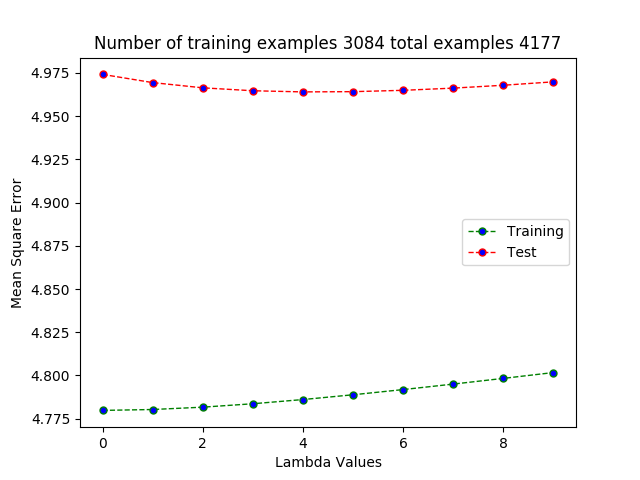 Number of training examples 3084 total examples 4177
Mean Square Error
4.975
4.950
4.925
4.900
4.875
4.850
4.825
4.800
4.775
Training
Test
0 2 4 6 8
Lambda Values